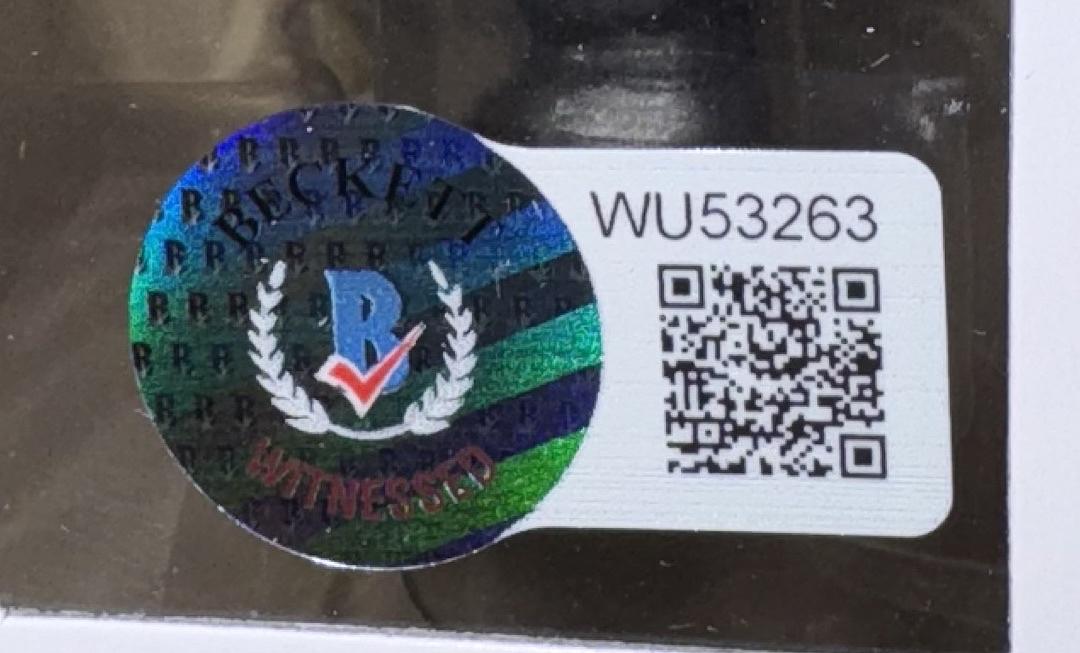 BECKETT
B
WITNESSED
WU53263